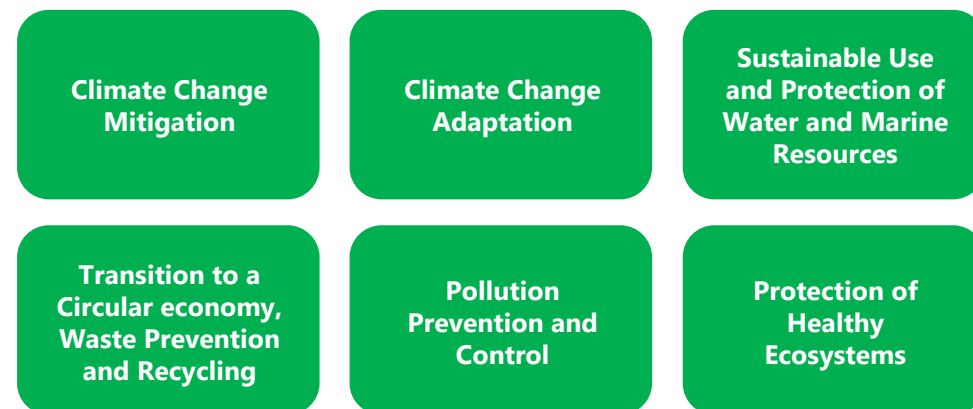 Climate Change
Mitigation
Climate Change
Adaptation
Sustainable Use
and Protection of
Water and Marine
Resources
Transition to a
Circular economy,
Waste Prevention
and Recycling
Pollution
Prevention and
Control
Protection of
Healthy
Ecosystems